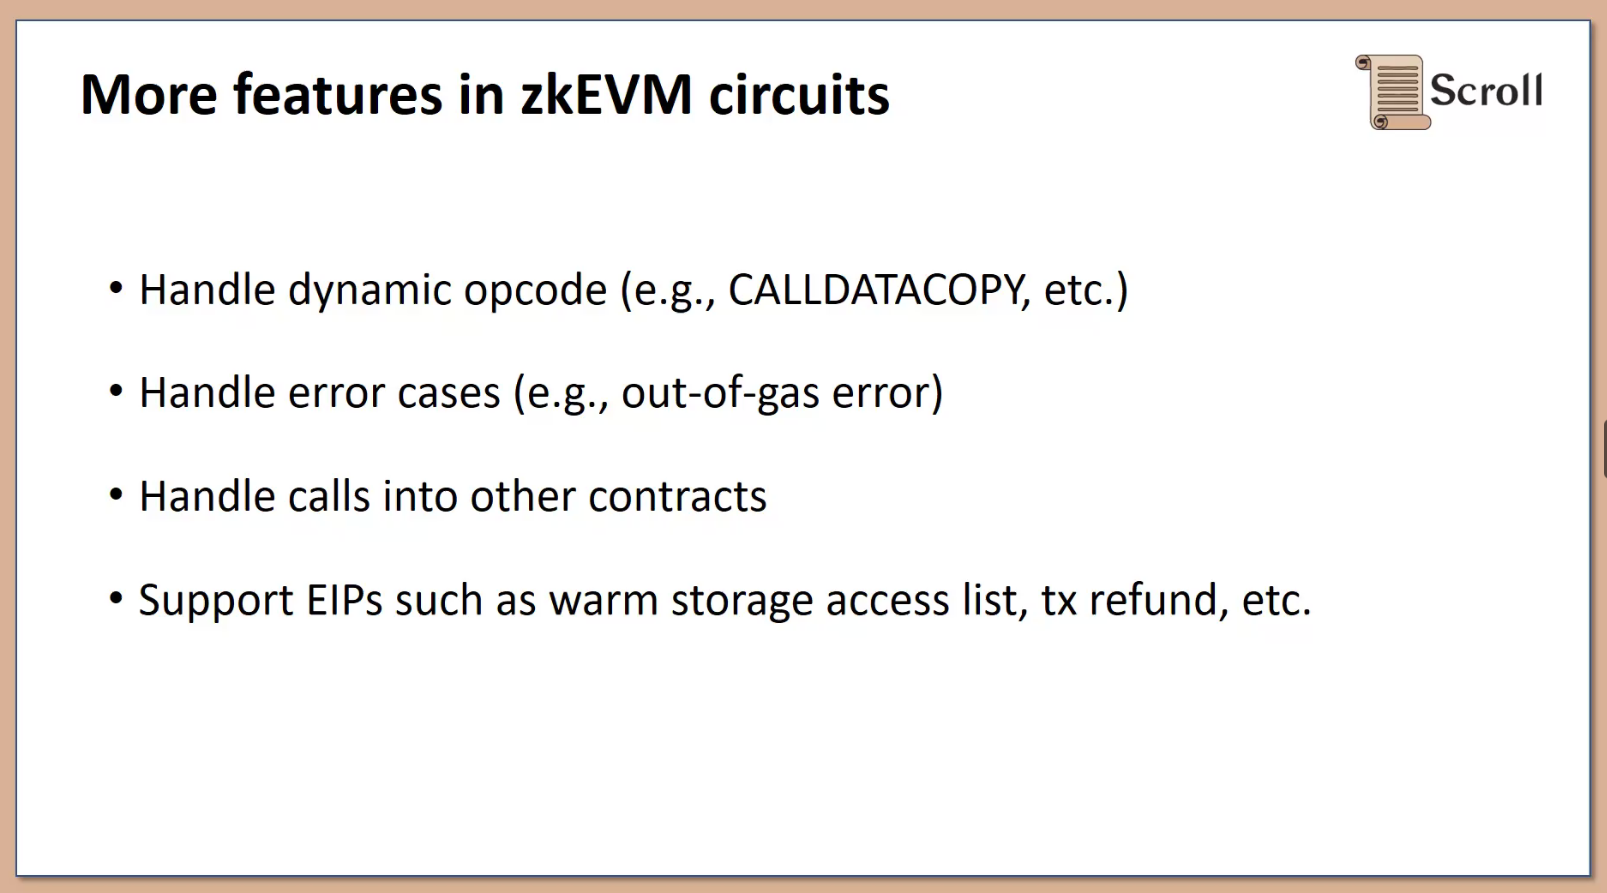 More features in zkEVM circuits
Scroll
• Handle dynamic opcode (e.g., CALLDATACOPY, etc.)
• Handle error cases (e.g., out-of-gas error)
• Handle calls into other contracts
• Support EIPs such as warm storage access list, tx refund, etc.